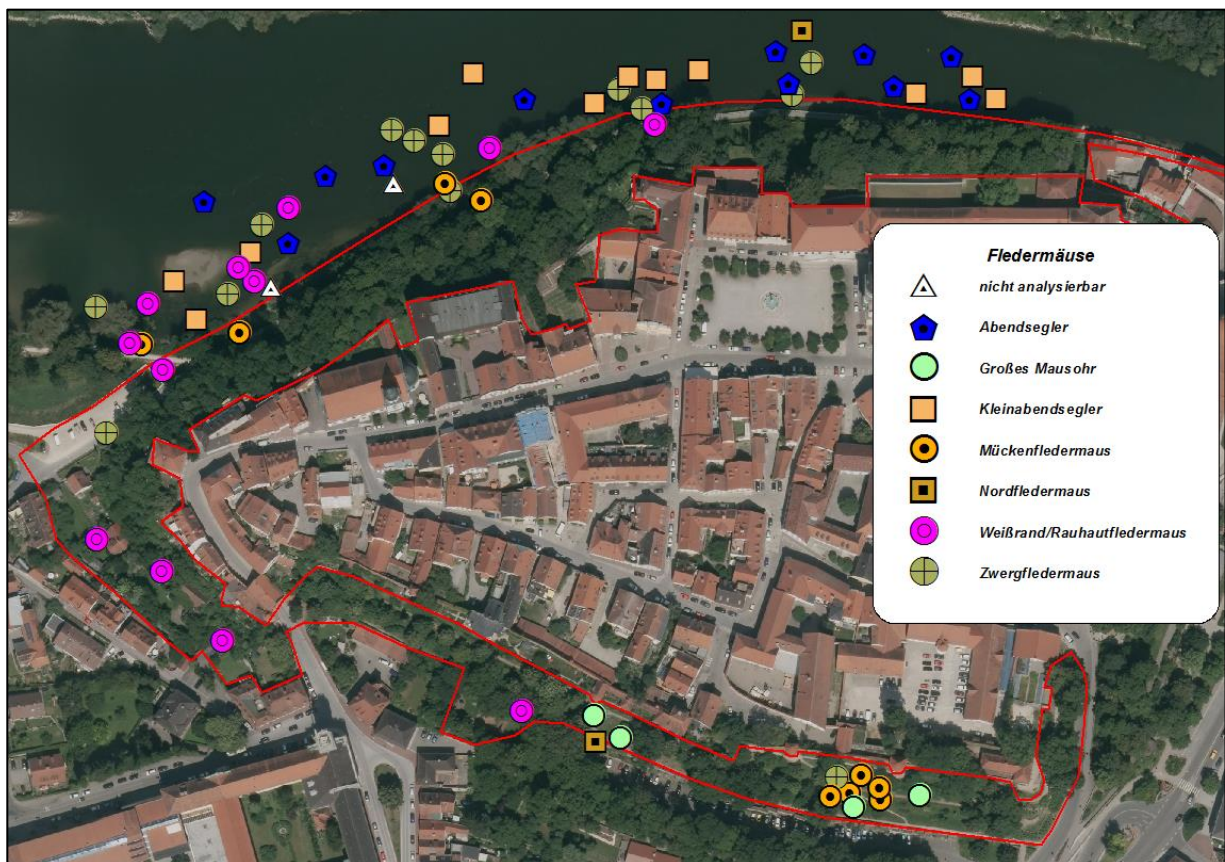 Fledermäuse
nicht analysierbar
Abendsegler
Großes Mausohr
Kleinabendsegler
Mückenfledermaus
Nordfledermaus
Weißrand/Rauhautfledermaus
Zwergfledermaus